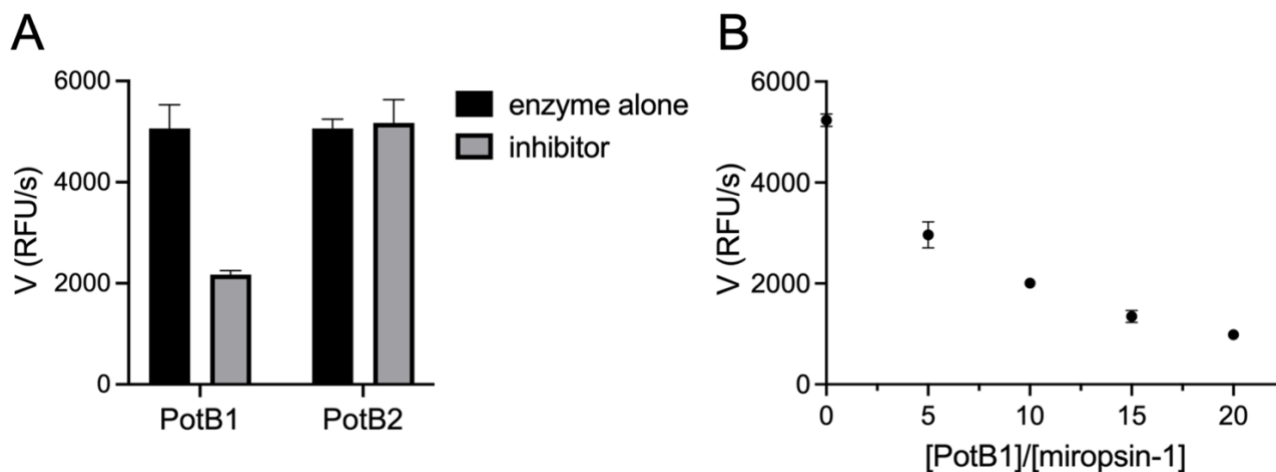 A
V (RFU/s)
6000
4000
2000
0
PotB1
PotB2
enzyme alone
inhibitor
B
V (RFU/s)
6000
4000
2000
0
0
5
10
15
20
[PotB1]/[miropsin-1]